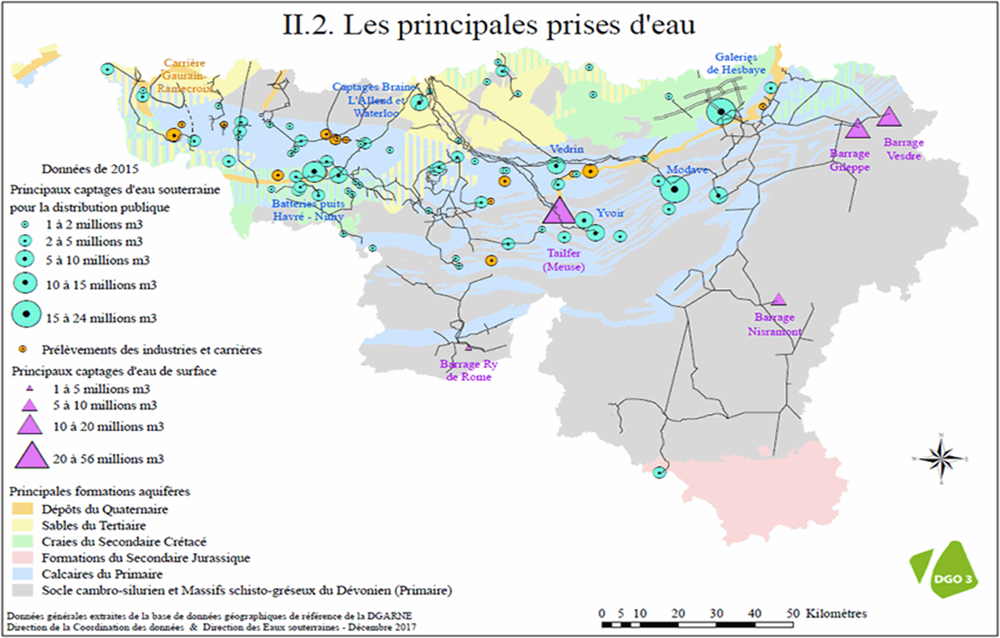 II.2. Les principales prises d'eau
Carrière
Gaurain-
Ramecroix
Captages Braine
L'Alleud et
Waterloo
Galeries
de Hesbaye
Vedrin
Modave
Barrage
Gileppe
Barrage
Vesdre
Batteries puits
Havré - Nimy
Yvoir
Tailfer
(Meuse)
Barrage
Nisramont
Barrage Ry
de Rome
Données de 2015
Principaux captages d'eau souterraine
pour la distribution publique
1 à 2 millions m3
2 à 5 millions m3
5 à 10 millions m3
10 à 15 millions m3
15 à 24 millions m3
Prélèvements des industries et carrières
Principaux captages d'eau de surface
1 à 5 millions m3
5 à 10 millions m3
10 à 20 millions m3
20 à 56 millions m3
Principales formations aquifères
Dépôts du Quaternaire
Sables du Tertiaire
Craies du Secondaire Crétacé
Formations du Secondaire Jurassique
Calcaires du Primaire
Socle cambro-silurien et Massifs schisto-gréseux du Dévonien (Primaire)
Données générales extraites de la base de données géographiques de référence de la DGARNE
Direction de la Coordination des données & Direction des Eaux souterraines - Décembre 2017
N
W
E
S
DGO 3
0 5 10 20 30 40 50 Kilomètres